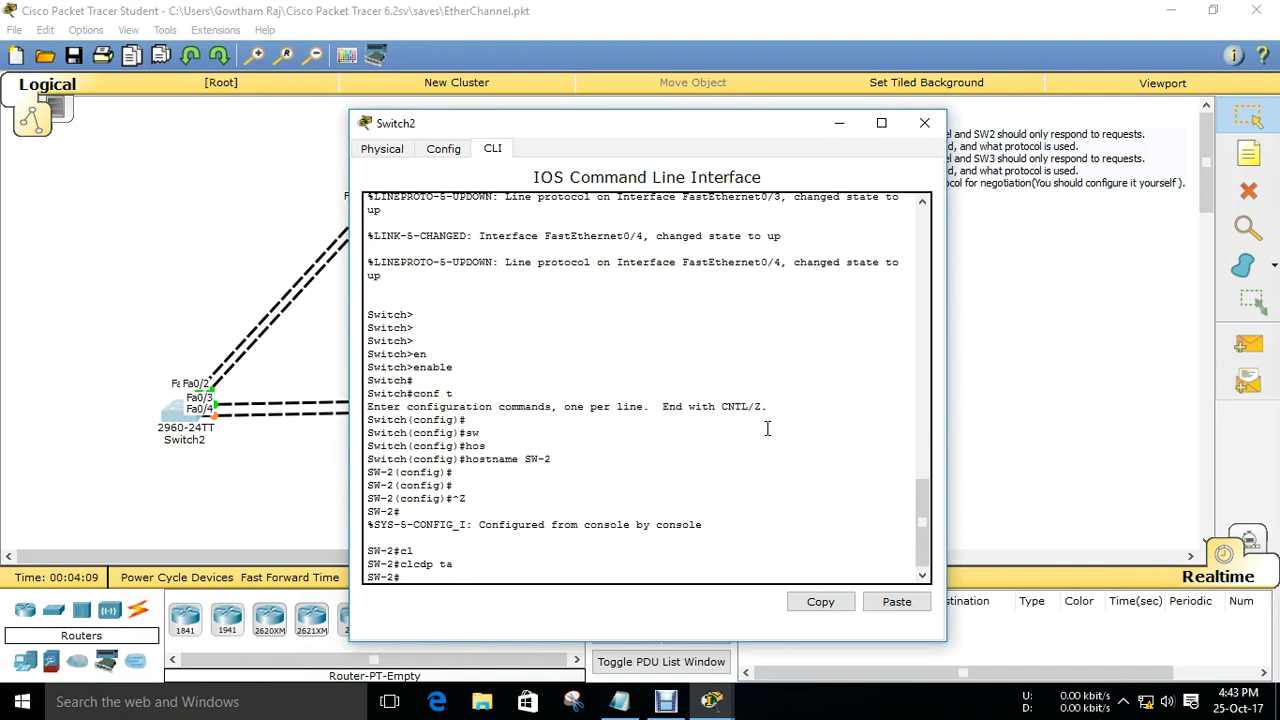 Cisco Packet Tracer Student - C:\Users\Gowtham Raj\Cisco Packet Tracer 6.2sv\saves\EtherChannel.pkt
File Edit Options View Tools Extensions Help
Logical [Root] New Cluster Move Object Set Tiled Background Viewport
el and SW2 should only respond to requests.
d, and what protocol is used.
el and SW3 should only respond to requests.
d, and what protocol is used.
col for negotiation(You should configure it yourself ).
Switch2
Physical Config CLI
IOS Command Line Interface
%LINEPROTO-5-UPDOWN: Line protocol on Interface FastEthernet0/3, changed state to
up
%LINK-5-CHANGED: Interface FastEthernet0/4, changed state to up
%LINEPROTO-5-UPDOWN: Line protocol on Interface FastEthernet0/4, changed state to
up
Switch>
Switch>
Switch>
Switch>en
Switch>enable
Switch#
Switch#conf t
Enter configuration commands, one per line.  End with CNTL/Z.
Switch(config)#
Switch(config)#sw
Switch(config)#hos
Switch(config)#hostname SW-2
SW-2(config)#
SW-2(config)#
SW-2(config)#^Z
SW-2#
%SYS-5-CONFIG_I: Configured from console by console
SW-2#cl
SW-2#clcdp ta
SW-2#
Copy Paste
Fa0/2
Fa0/3
Fa0/4
2960-24TT
Switch2
Time: 00:04:09 Power Cycle Devices Fast Forward Time Realtime
Routers
1841 1941 2620XM 2621XM
Router-PT-Empty
Toggle PDU List Window
stination Type Color Time(sec) Periodic Num
Search the web and Windows
U: 0.00 kbit/s
D: 0.00 kbit/s
4:43 PM
25-Oct-17